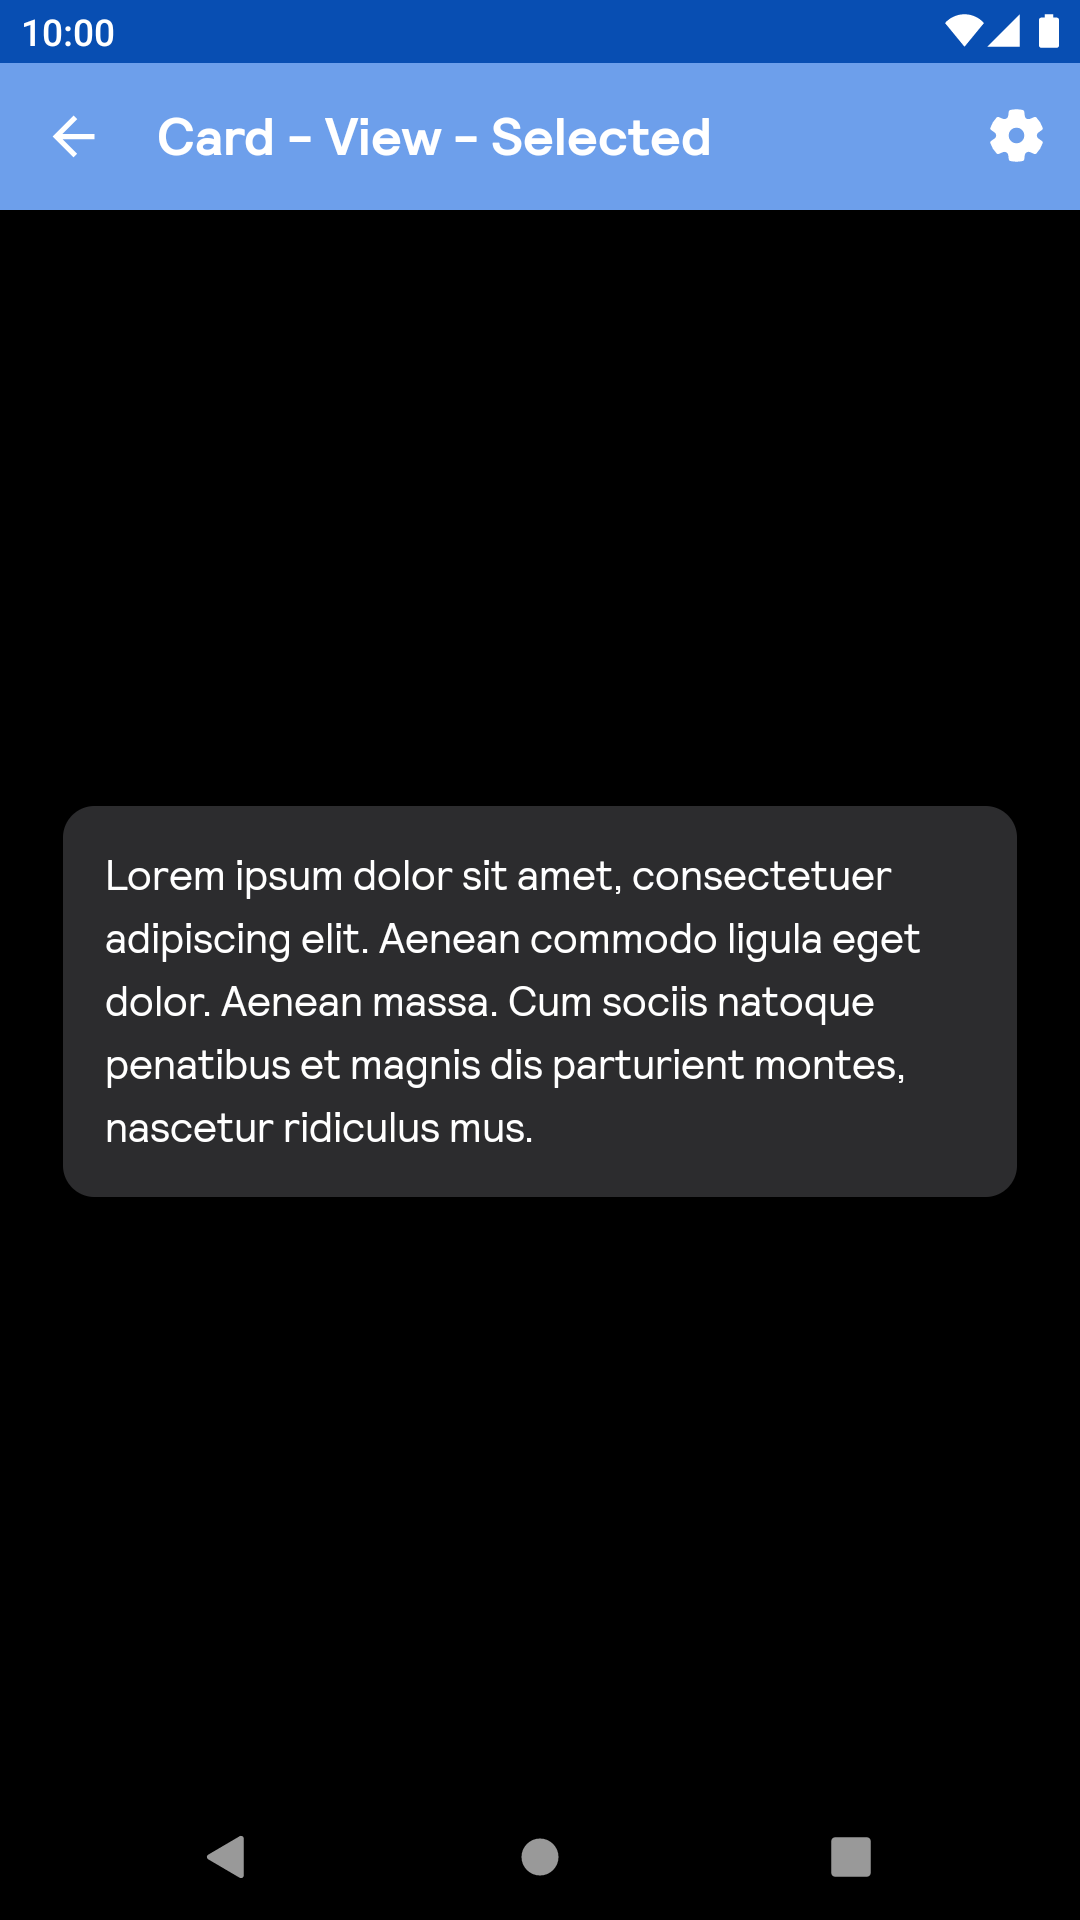 10:00
Card - View - Selected
Lorem ipsum dolor sit amet, consectetuer
adipiscing elit. Aenean commodo ligula eget
dolor. Aenean massa. Cum sociis natoque
penatibus et magnis dis parturient montes,
nascetur ridiculus mus.